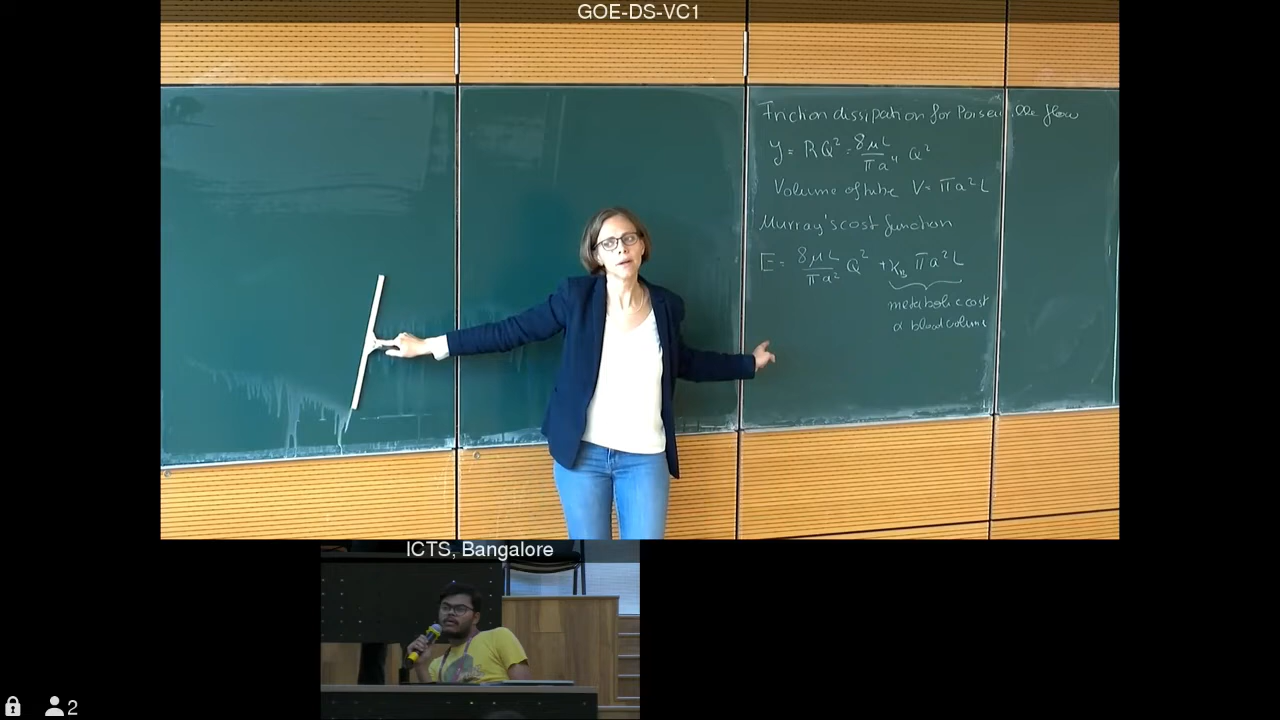 GOE-DS-VC1
Friction dissipation for Poiseuille flow
y = RQ² = 8μL/πa⁴ Q²
Volume of tube V = πa²L
Murray's cost function
E = 8μL/πa² Q² + πa²L
metabolic cost
α blood volume
ICTS, Bangalore
2